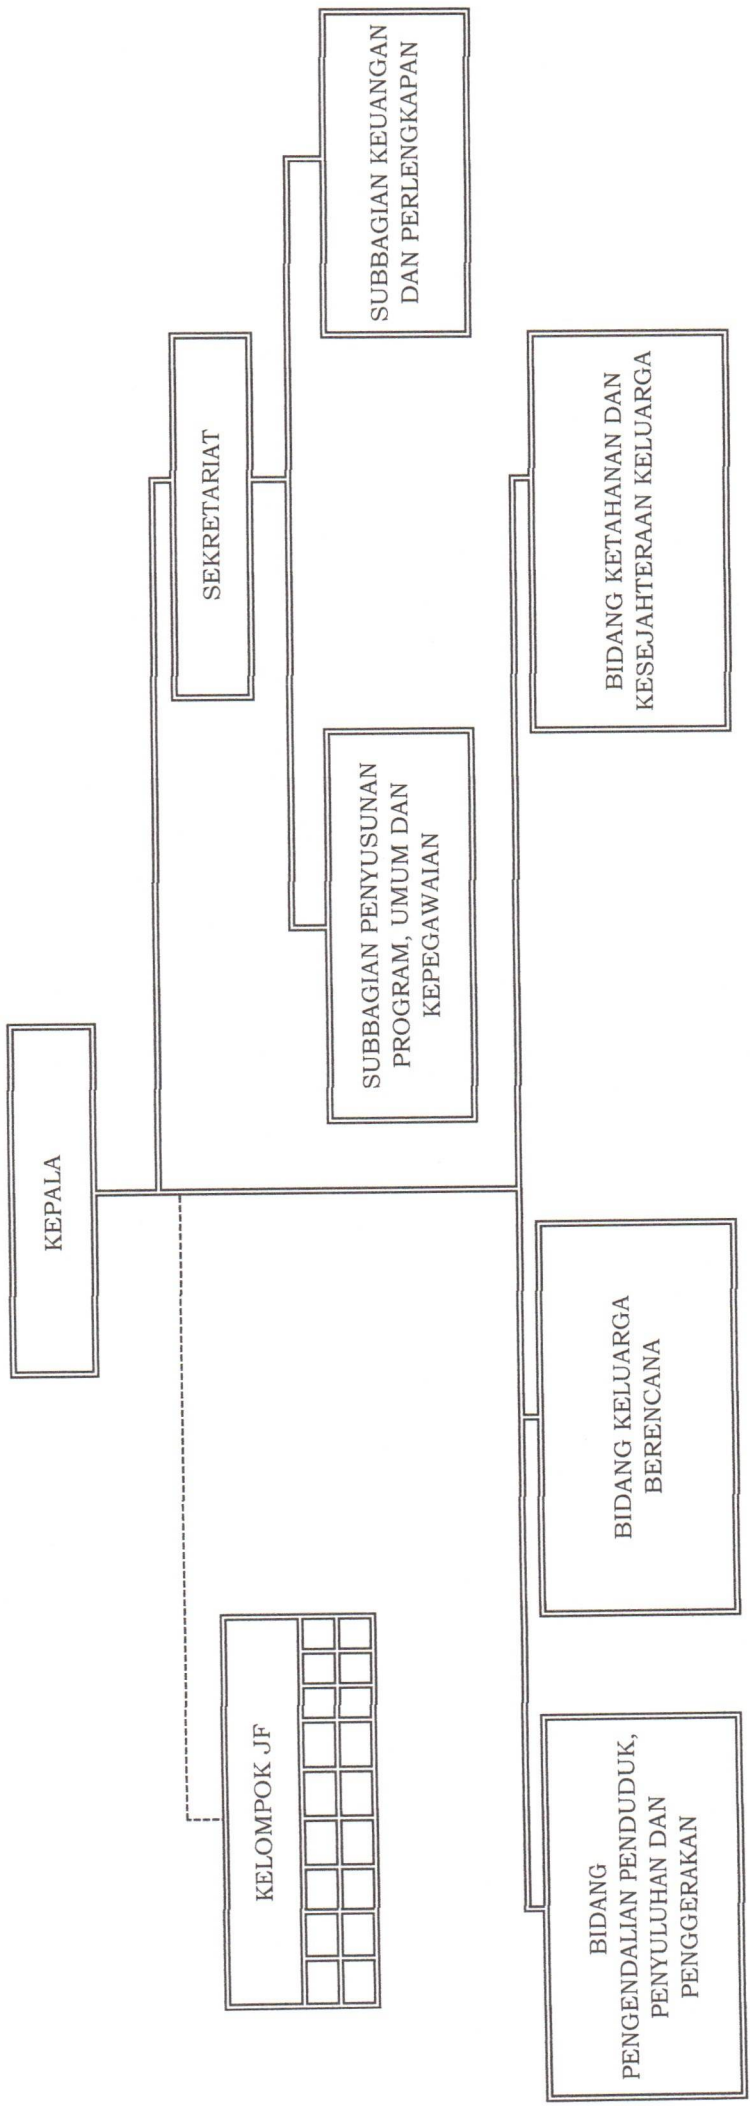 KEPALA
SEKRETARIAT
KELOMPOK JF
SUBBAGIAN PENYUSUNAN
PROGRAM, UMUM DAN
KEPEGAWAIAN
SUBBAGIAN KEUANGAN
DAN PERLENGKAPAN
BIDANG
PENGENDALIAN PENDUDUK,
PENYULUHAN DAN
PENGGERAKAN
BIDANG KELUARGA
BERENCANA
BIDANG KETAHANAN DAN
KESEJAHTERAAN KELUARGA